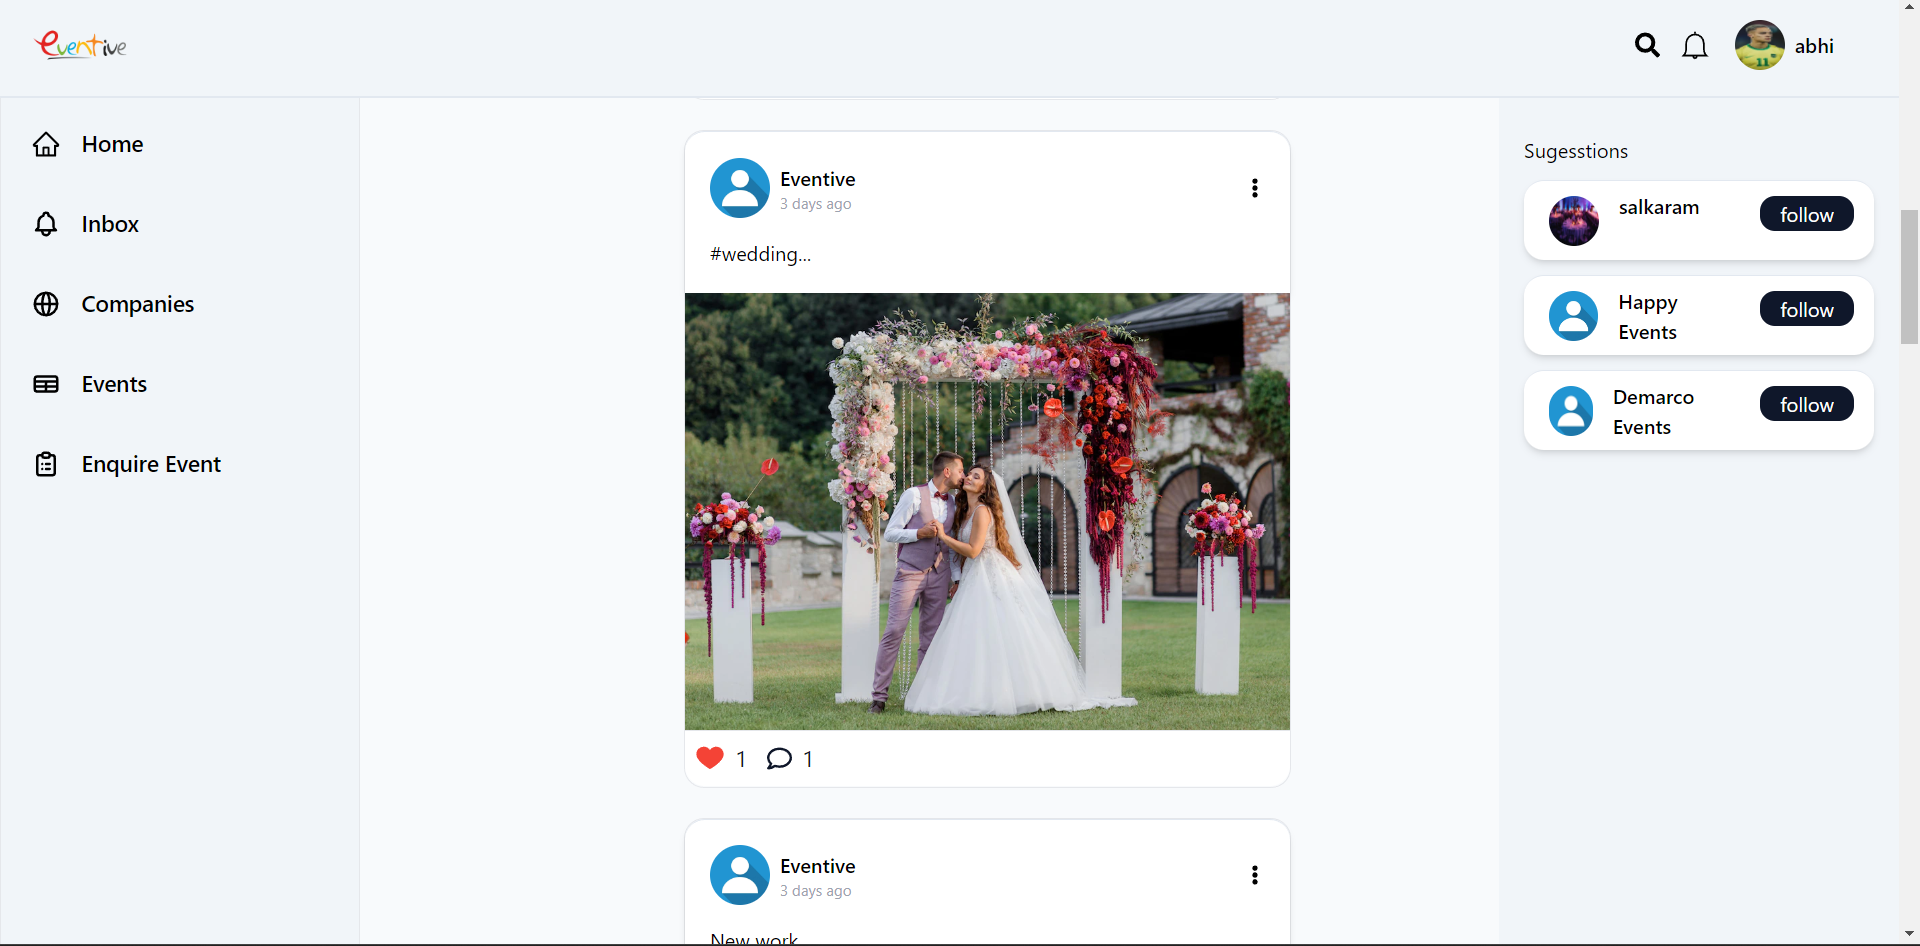 eventive
abhi
Home
Inbox
Companies
Events
Enquire Event
Eventive
3 days ago
#wedding...
1 1
Eventive
3 days ago
New work
Sugesstions
salkaram
follow
Happy
Events
follow
Demarco
Events
follow